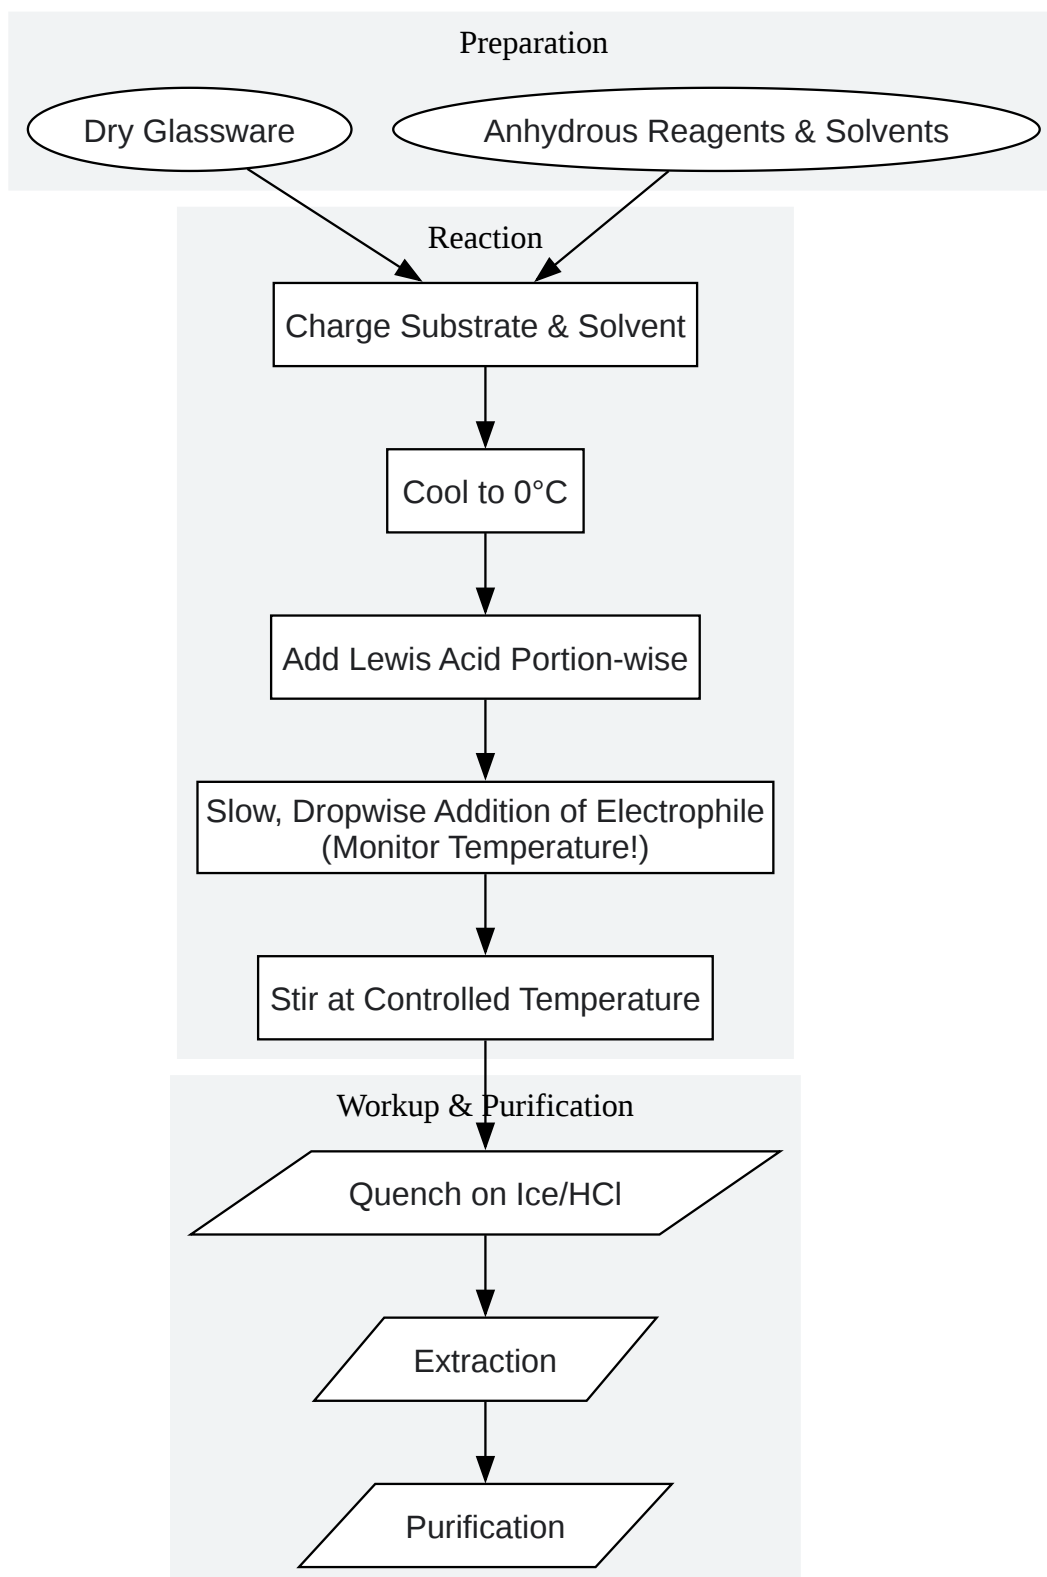 Preparation
Dry Glassware
Anhydrous Reagents & Solvents
Reaction
Charge Substrate & Solvent
Cool to 0°C
Add Lewis Acid Portion-wise
Slow, Dropwise Addition of Electrophile
(Monitor Temperature!)
Stir at Controlled Temperature
Workup & Purification
Quench on Ice/HCl
Extraction
Purification